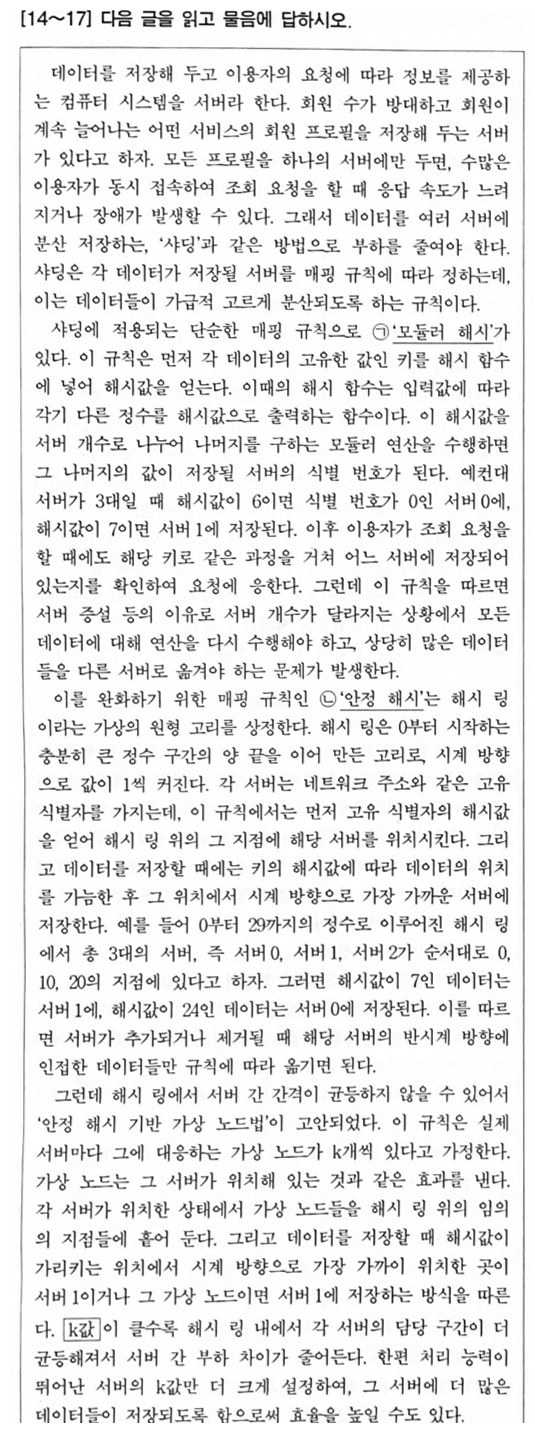 [14~17] 다음 글을 읽고 물음에 답하시오.
데이터를 저장해 두고 이용자의 요청에 따라 정보를 제공하
는 컴퓨터 시스템을 서버라 한다. 회원 수가 방대하고 회원이
계속 늘어나는 어떤 서비스의 회원 프로필을 저장해 두는 서버
가 있다고 하자. 모든 프로필을 하나의 서버에만 두면, 수많은
이용자가 동시 접속하여 조회 요청을 할 때 응답 속도가 느려
지거나 장애가 발생할 수 있다. 그래서 데이터를 여러 서버에
분산 저장하는, ‘샤딩’과 같은 방법으로 부하를 줄여야 한다.
샤딩은 각 데이터가 저장될 서버를 매핑 규칙에 따라 정하는데,
이는 데이터들이 가급적 고르게 분산되도록 하는 규칙이다.
샤딩에 적용되는 단순한 매핑 규칙으로 ㉠‘모듈러 해시’가
있다. 이 규칙은 먼저 각 데이터의 고유한 값인 키를 해시 함수
에 넣어 해시값을 얻는다. 이때의 해시 함수는 입력값에 따라
각기 다른 정수를 해시값으로 출력하는 함수이다. 이 해시값을
서버 개수로 나누어 나머지를 구하는 모듈러 연산을 수행하면
그 나머지의 값이 저장될 서버의 식별 번호가 된다. 예컨대
서버가 3대일 때 해시값이 6이면 식별 번호가 0인 서버 0에,
해시값이 7이면 서버 1에 저장된다. 이후 이용자가 조회 요청을
할 때에도 해당 키로 같은 과정을 거쳐 어느 서버에 저장되어
있는지를 확인하여 요청에 응한다. 그런데 이 규칙을 따르면
서버 증설 등의 이유로 서버 개수가 달라지는 상황에서 모든
데이터에 대해 연산을 다시 수행해야 하고, 상당히 많은 데이터
들을 다른 서버로 옮겨야 하는 문제가 발생한다.
이를 완화하기 위한 매핑 규칙인 ㉡‘안정 해시’는 해시 링
이라는 가상의 원형 고리를 상정한다. 해시 링은 0부터 시작하는
충분히 큰 정수 구간의 양 끝을 이어 만든 고리로, 시계 방향
으로 값이 1씩 커진다. 각 서버는 네트워크 주소와 같은 고유
식별자를 가지는데, 이 규칙에서는 먼저 고유 식별자의 해시값
을 얻어 해시 링 위의 그 지점에 해당 서버를 위치시킨다. 그리
고 데이터를 저장할 때에는 키의 해시값에 따라 데이터의 위치
를 가늠한 후 그 위치에서 시계 방향으로 가장 가까운 서버에
저장한다. 예를 들어 0부터 29까지의 정수로 이루어진 해시 링
에서 총 3대의 서버, 즉 서버 0, 서버 1, 서버 2가 순서대로 0,
10, 20의 지점에 있다고 하자. 그러면 해시값이 7인 데이터는
서버 1에, 해시값이 24인 데이터는 서버 0에 저장된다. 이를 따르
면 서버가 추가되거나 제거될 때 해당 서버의 반시계 방향에
인접한 데이터들만 규칙에 따라 옮기면 된다.
그런데 해시 링에서 서버 간 간격이 균등하지 않을 수 있어서
‘안정 해시 기반 가상 노드법’이 고안되었다. 이 규칙은 실제
서버마다 그에 대응하는 가상 노드가 k개씩 있다고 가정한다.
가상 노드는 그 서버가 위치해 있는 것과 같은 효과를 낸다.
각 서버가 위치한 상태에서 가상 노드들을 해시 링 위의 임의
의 지점들에 흩어 둔다. 그리고 데이터를 저장할 때 해시값이
가리키는 위치에서 시계 방향으로 가장 가까이 위치한 곳이
서버 1이거나 그 가상 노드이면 서버 1에 저장하는 방식을 따른
다. k값이 클수록 해시 링 내에서 각 서버의 담당 구간이 더
균등해져서 서버 간 부하 차이가 줄어든다. 한편 처리 능력이
뛰어난 서버의 k값만 더 크게 설정하여, 그 서버에 더 많은
데이터들이 저장되도록 함으로써 효율을 높일 수도 있다.